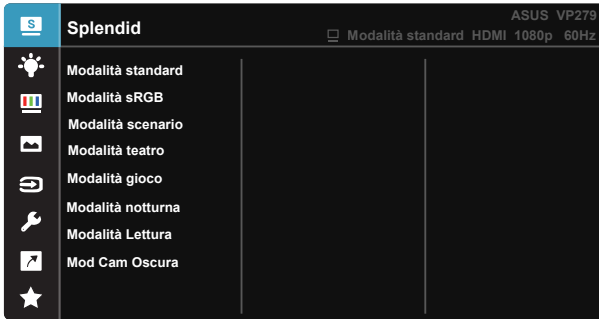 S
Splendid
ASUS VP279
Modalità standard HDMI 1080p 60Hz
Modalità standard
Modalità sRGB
Modalità scenario
Modalità teatro
Modalità gioco
Modalità notturna
Modalità Lettura
Mod Cam Oscura